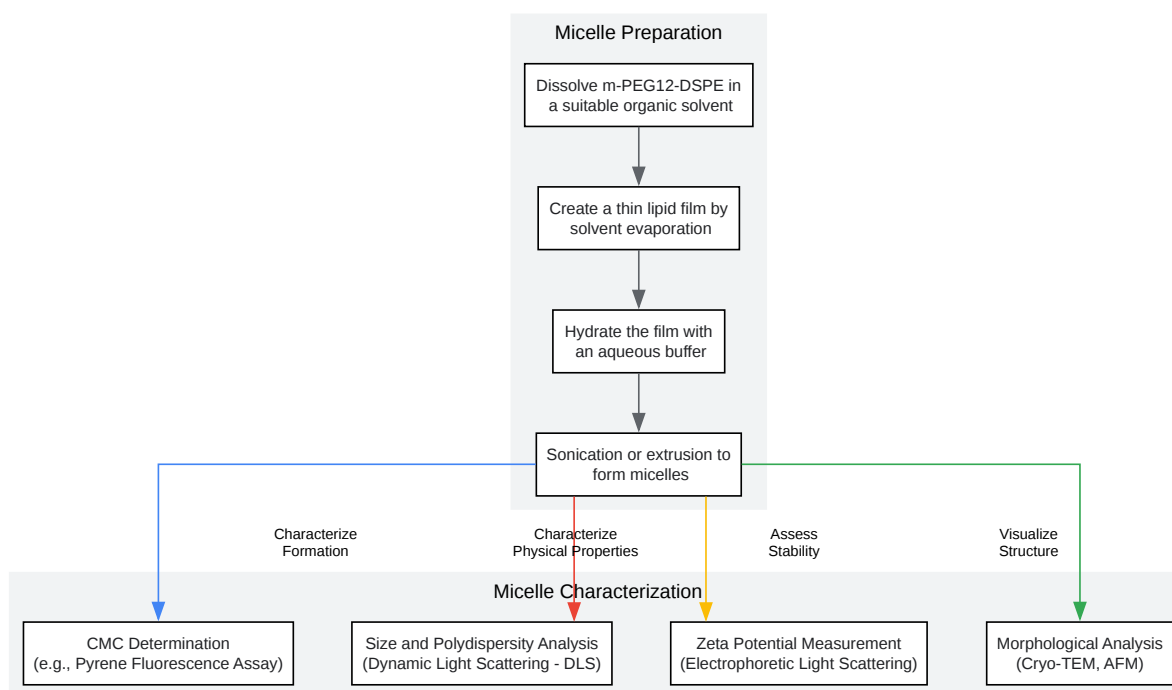 Micelle Preparation
Dissolve m-PEG12-DSPE in
a suitable organic solvent
Create a thin lipid film by
solvent evaporation
Hydrate the film with
an aqueous buffer
Sonication or extrusion to
form micelles
Characterize
Formation
Characterize
Physical Properties
Assess
Stability
Visualize
Structure
Micelle Characterization
CMC Determination
(e.g., Pyrene Fluorescence Assay)
Size and Polydispersity Analysis
(Dynamic Light Scattering - DLS)
Zeta Potential Measurement
(Electrophoretic Light Scattering)
Morphological Analysis
(Cryo-TEM, AFM)